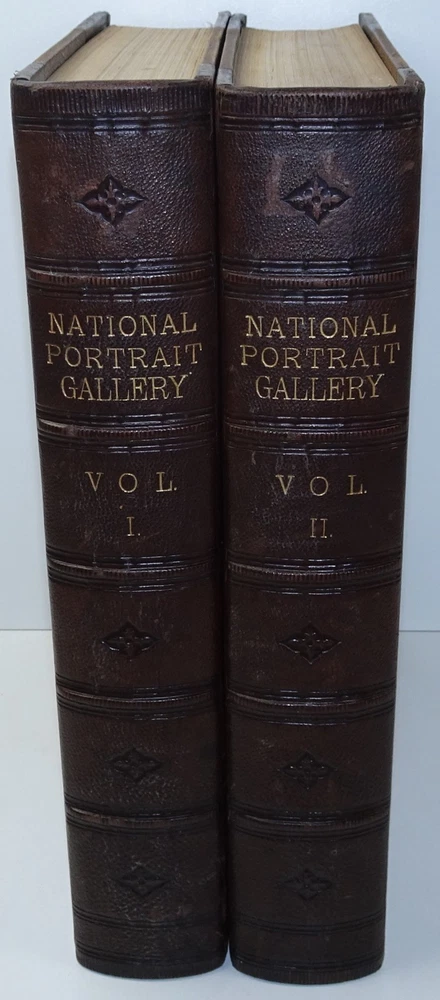 NATIONAL
PORTRAIT
GALLERY
VOL.
I.
NATIONAL
PORTRAIT
GALLERY
VOL.
II.